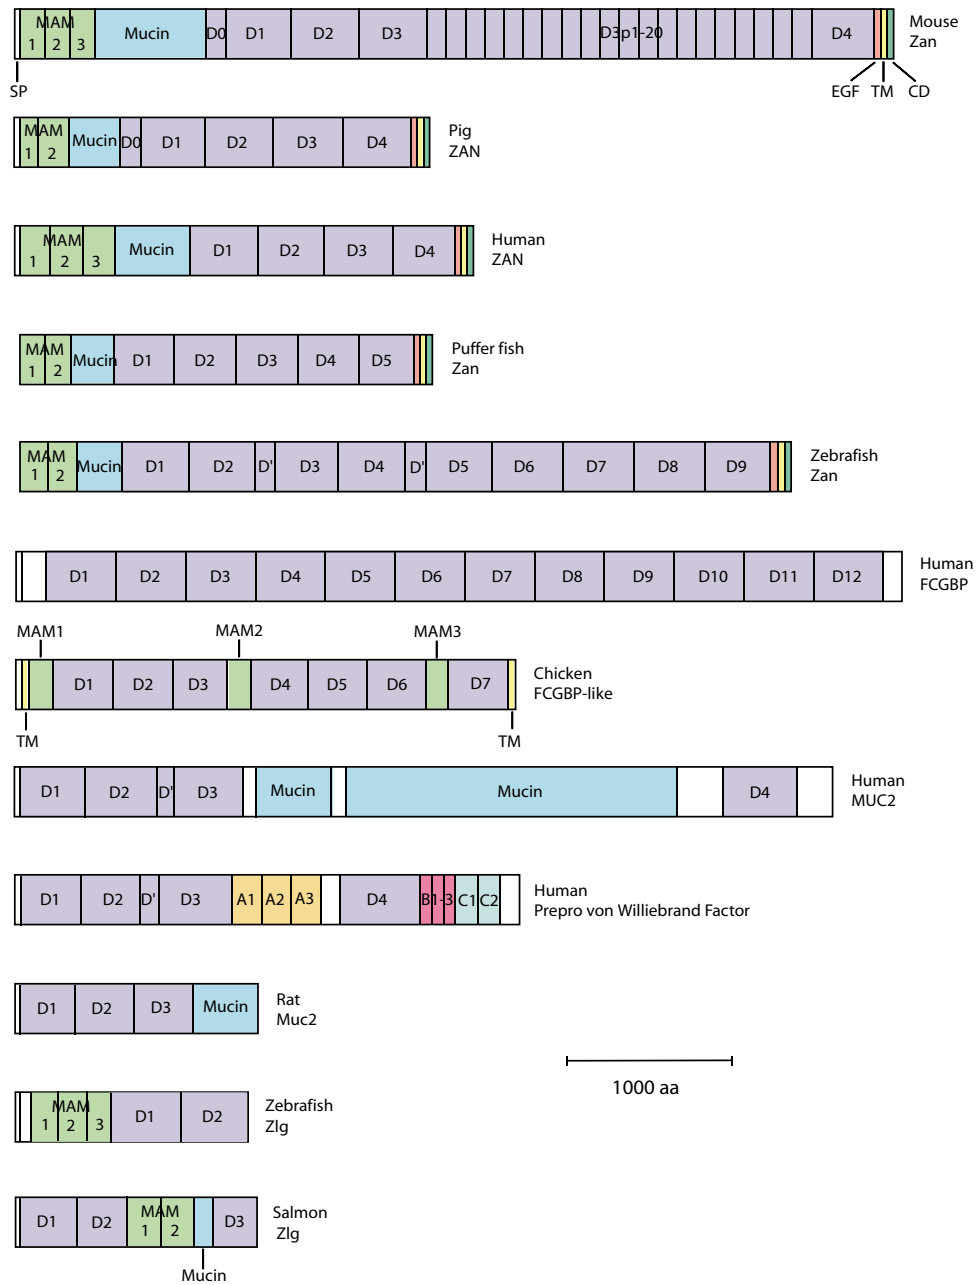 MAM
1 2 3 Mucin D0 D1 D2 D3 D3p1-20 D4
Mouse
Zan
SP
EGF TM CD
MAM
1 2 Mucin D0 D1 D2 D3 D4
Pig
ZAN
MAM
1 2 3 Mucin D1 D2 D3 D4
Human
ZAN
MAM
1 2 Mucin D1 D2 D3 D4 D5
Puffer fish
Zan
MAM
1 2 Mucin D1 D2 D' D3 D4 D' D5 D6 D7 D8 D9
Zebrafish
Zan
D1 D2 D3 D4 D5 D6 D7 D8 D9 D10 D11 D12
Human
FCGBP
MAM1 MAM2 MAM3
D1 D2 D3 D4 D5 D6 D7
Chicken
FCGBP-like
TM TM
D1 D2 D' D3 Mucin Mucin D4
Human
MUC2
D1 D2 D' D3 A1 A2 A3 D4 B1-3 C1 C2
Human
Prepro von Williebrand Factor
D1 D2 D3 Mucin
Rat
Muc2
1000 aa
MAM
1 2 3 D1 D2
Zebrafish
Zlg
D1 D2 MAM
1 2 D3
Salmon
Zlg
Mucin